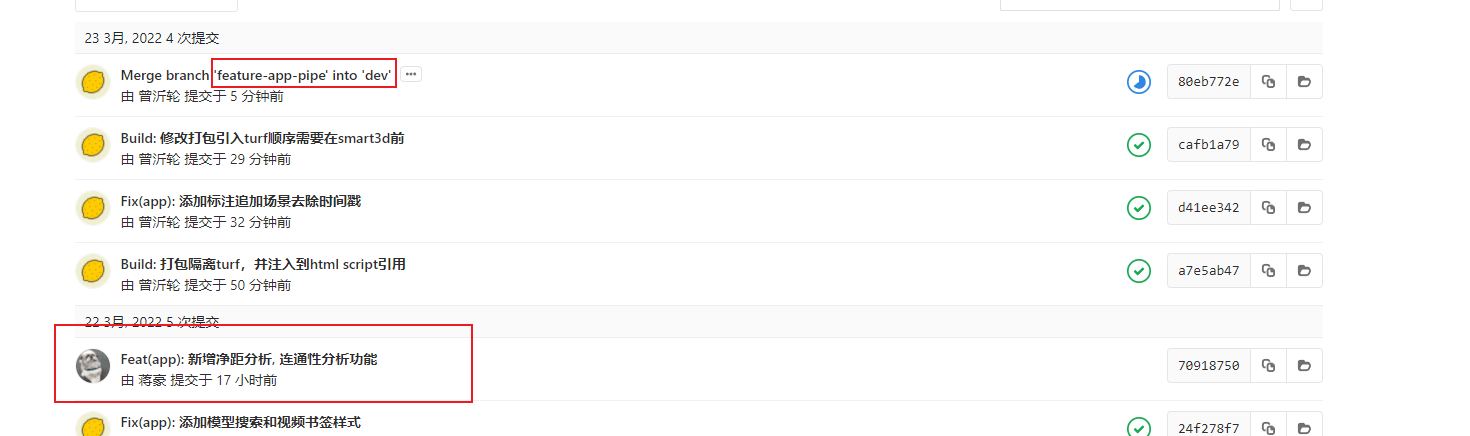 23 3月, 2022 4 次提交
Merge branch 'feature-app-pipe' into 'dev' •••
由 曾沂轮 提交于 5 分钟前
80eb772e
Build: 修改打包引入turf顺序需要在smart3d前
由 曾沂轮 提交于 29 分钟前
cafb1a79
Fix(app): 添加标注追加场景去除时间戳
由 曾沂轮 提交于 32 分钟前
d41ee342
Build: 打包隔离turf，并注入到html script引用
由 曾沂轮 提交于 50 分钟前
a7e5ab47
22 3月, 2022 5 次提交
Feat(app): 新增净距分析, 连通性分析功能
由 蒋豪 提交于 17 小时前
70918750
Fix(app): 添加模型搜索和视频书签样式
24f278f7